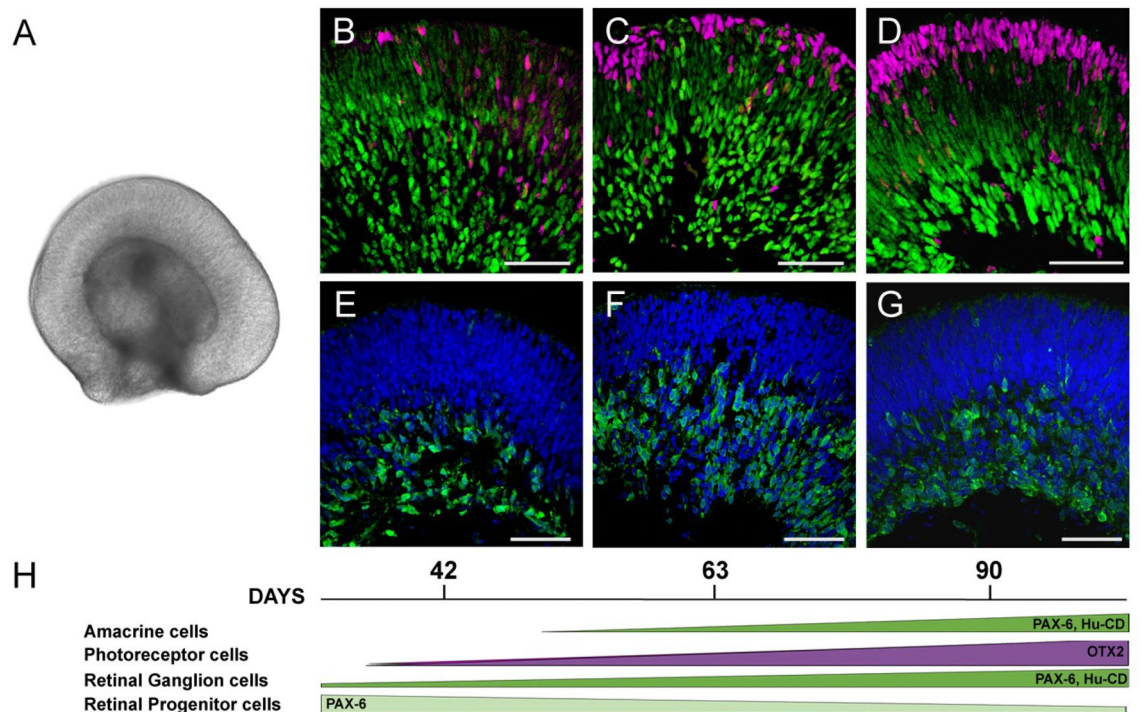 A
B
C
D
E
F
G
H
42 63 90
DAYS
Amacrine cells PAX-6, Hu-CD
Photoreceptor cells OTX2
Retinal Ganglion cells PAX-6, Hu-CD
Retinal Progenitor cells PAX-6